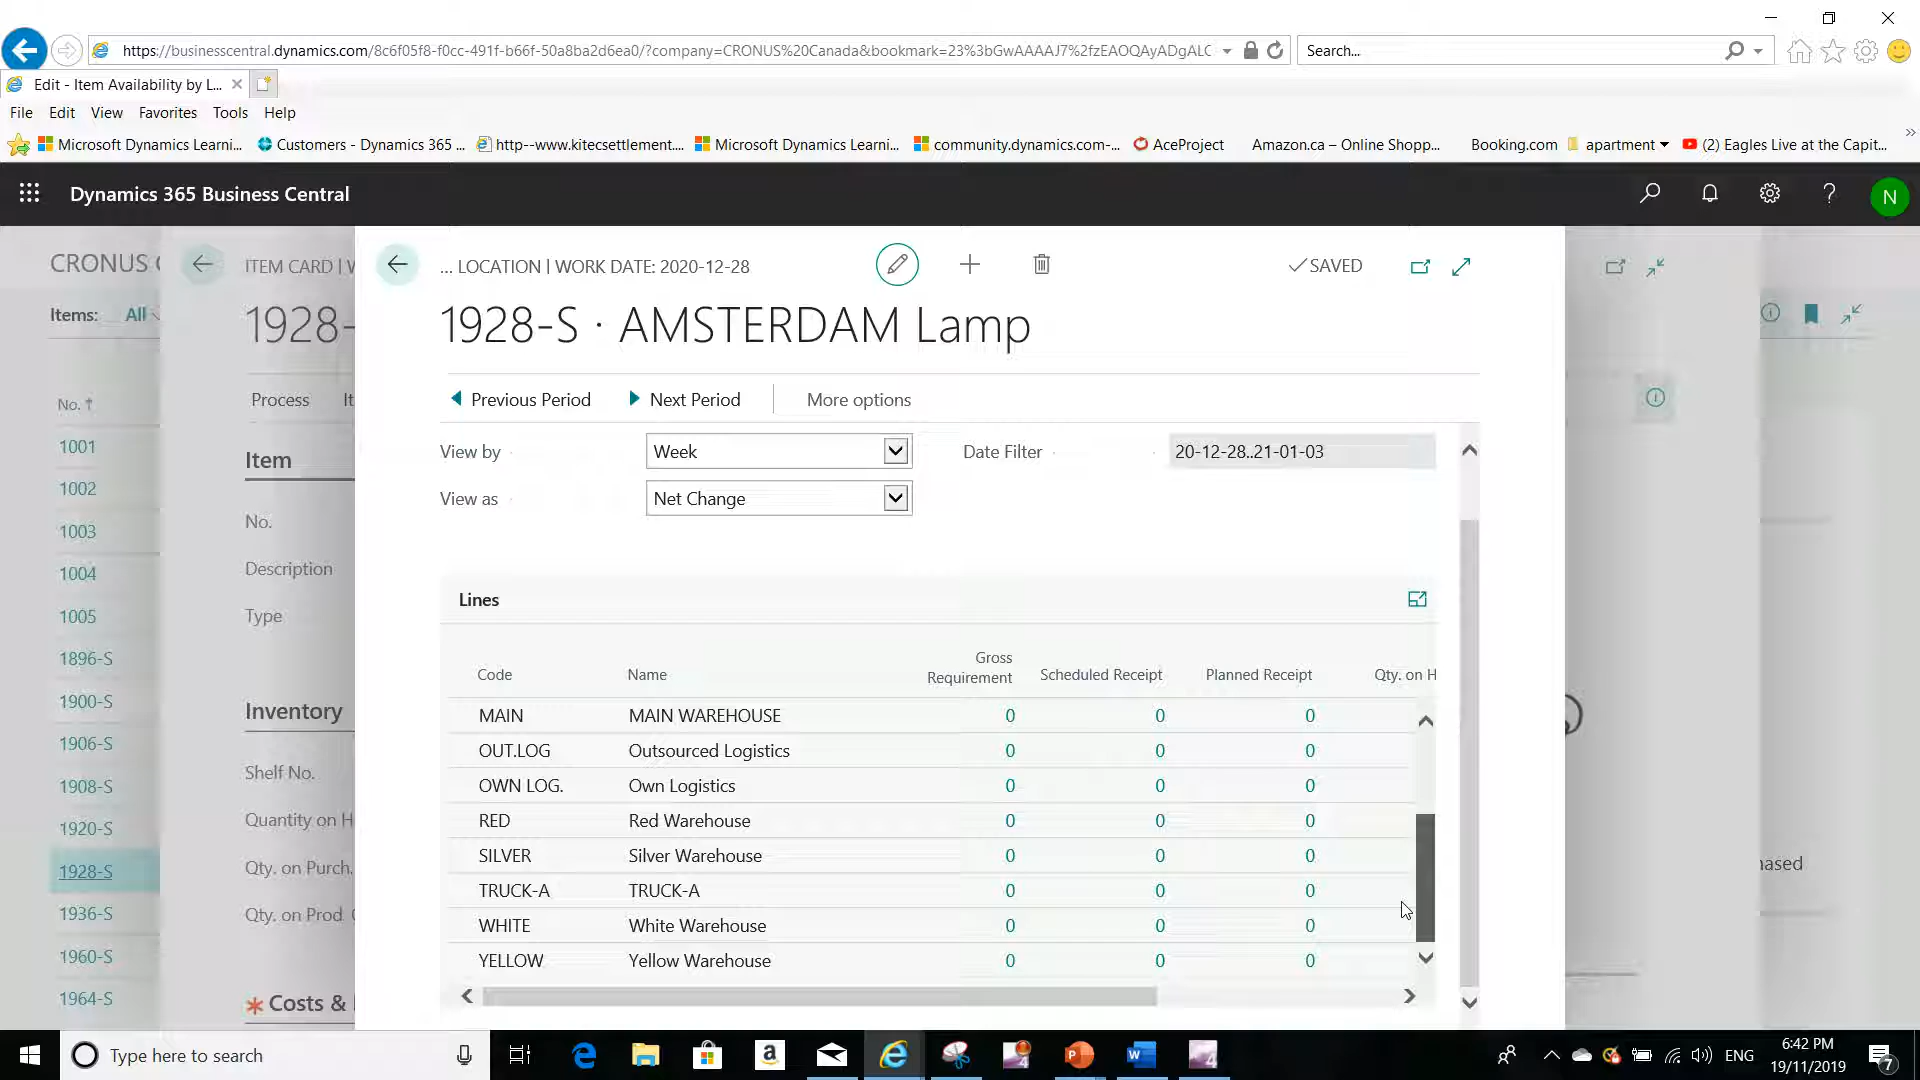 https://businesscentral.dynamics.com/8c6f05f8-f0cc-491f-b66f-50a8ba2d6ea0/?company=CRONUS%20Canada&bookmark=23%3bGwAAAAJ7%2fzEAOQAyADgALC
Search...
Edit - Item Availability by L...
File Edit View Favorites Tools Help
Microsoft Dynamics Learni... Customers - Dynamics 365 ... http--www.kitecsettlement.... Microsoft Dynamics Learni... community.dynamics.com-... AceProject Amazon.ca – Online Shopp... Booking.com apartment (2) Eagles Live at the Capit...
Dynamics 365 Business Central
N
CRONUS
Items: All
No. ↑
1001
1002
1003
1004
1005
1896-S
1900-S
1906-S
1908-S
1920-S
1928-S
1936-S
1960-S
1964-S
ITEM CARD |
1928-
Process
Item
No.
Description
Type
Inventory
Shelf No.
Quantity on H
Qty. on Purch.
Qty. on Prod.
Costs &
... LOCATION | WORK DATE: 2020-12-28
✓SAVED
1928-S · AMSTERDAM Lamp
Previous Period Next Period More options
View by Week Date Filter 20-12-28..21-01-03
View as Net Change
Lines
Code Name Gross Requirement Scheduled Receipt Planned Receipt Qty. on H
MAIN MAIN WAREHOUSE 0 0 0
OUT.LOG Outsourced Logistics 0 0 0
OWN LOG. Own Logistics 0 0 0
RED Red Warehouse 0 0 0
SILVER Silver Warehouse 0 0 0
TRUCK-A TRUCK-A 0 0 0
WHITE White Warehouse 0 0 0
YELLOW Yellow Warehouse 0 0 0
ased
Type here to search
ENG
6:42 PM
19/11/2019
7